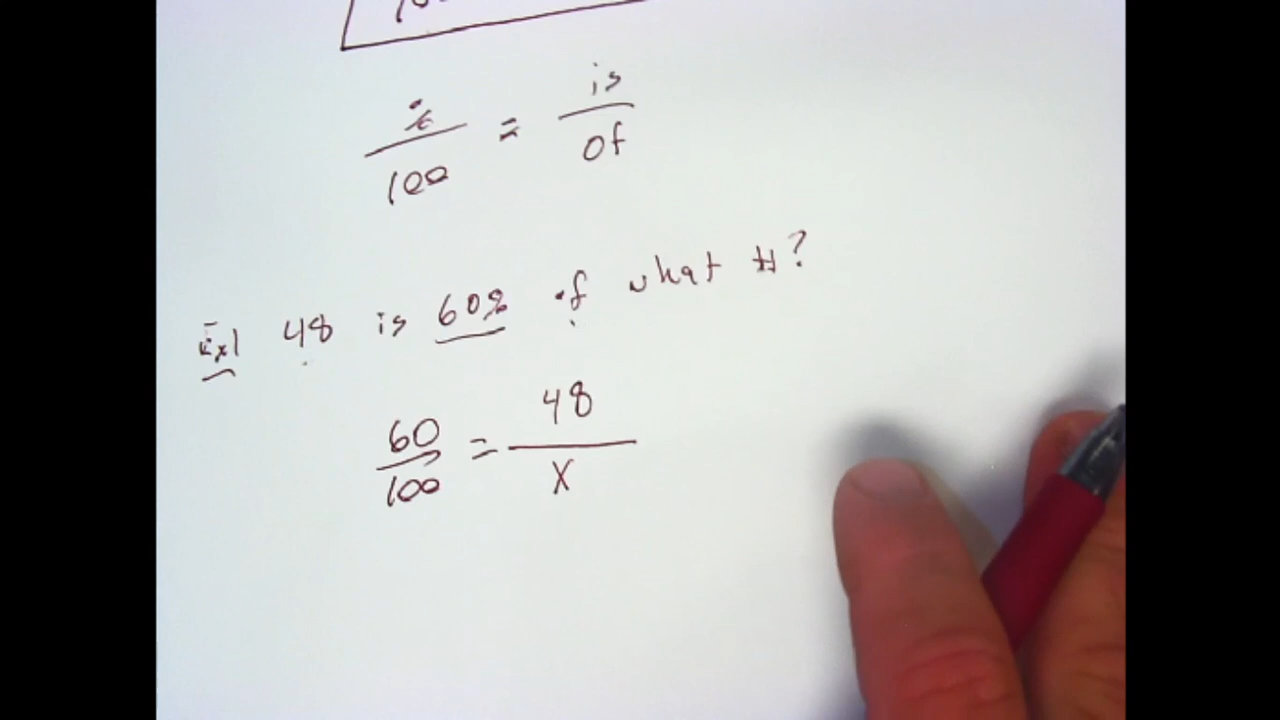 % / 100 = is / of
Ex1 48 is 60% of what #?
60 / 100 = 48 / X